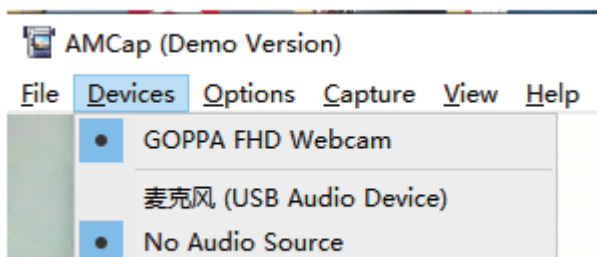 AMCap (Demo Version)
File Devices Options Capture View Help
GOPPA FHD Webcam
麦克风 (USB Audio Device)
No Audio Source